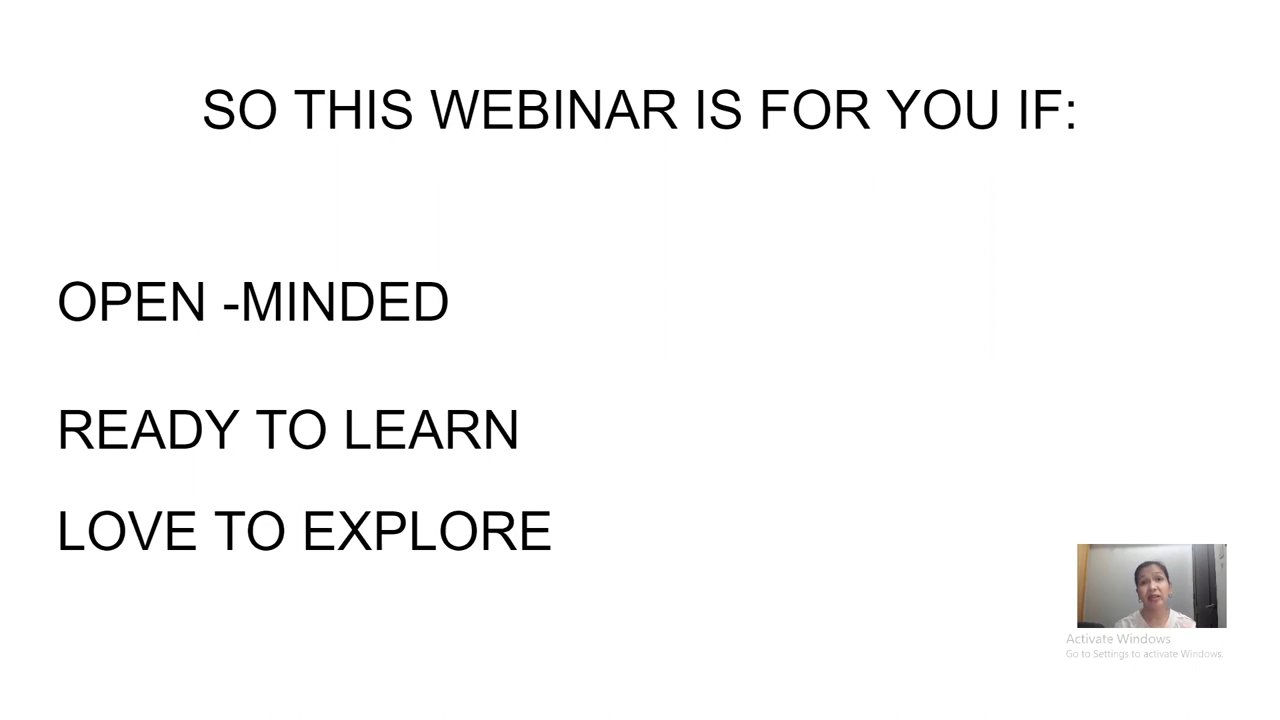 SO THIS WEBINAR IS FOR YOU IF:
OPEN -MINDED
READY TO LEARN
LOVE TO EXPLORE
Activate Windows
Go to Settings to activate Windows.